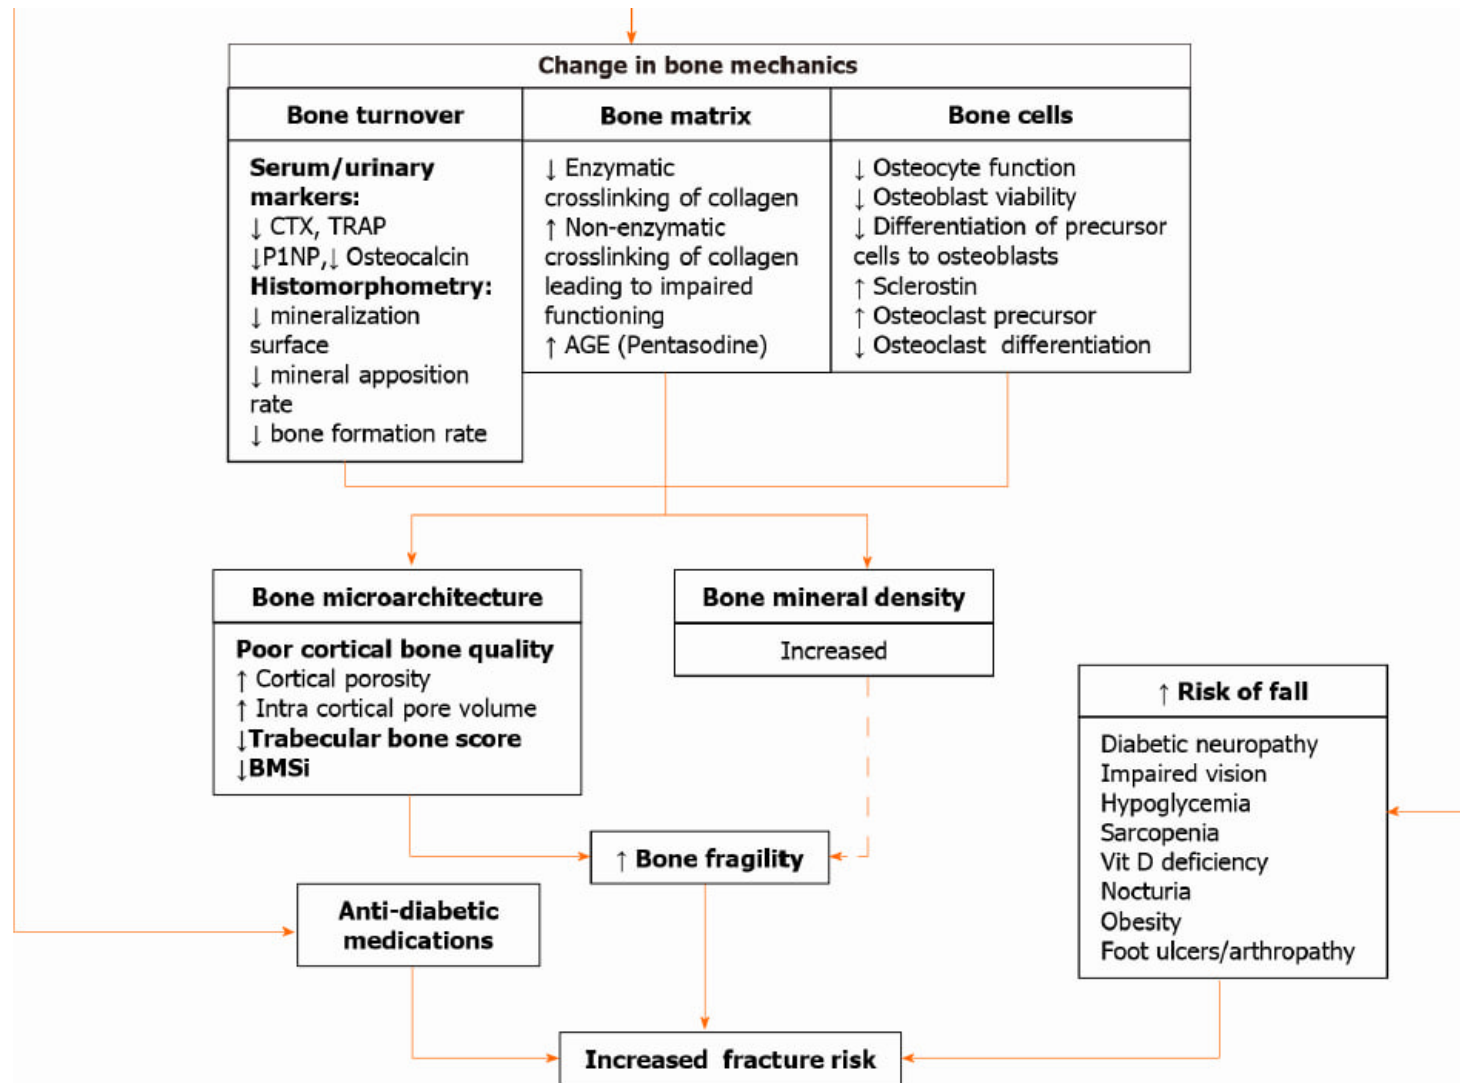 Change in bone mechanics
Bone turnover
Serum/urinary
markers:
↓ CTX, TRAP
↓P1NP,↓ Osteocalcin
Histomorphometry:
↓ mineralization
surface
↓ mineral apposition
rate
↓ bone formation rate
Bone matrix
↓ Enzymatic
crosslinking of collagen
↑ Non-enzymatic
crosslinking of collagen
leading to impaired
functioning
↑ AGE (Pentasodine)
Bone cells
↓ Osteocyte function
↓ Osteoblast viability
↓ Differentiation of precursor
cells to osteoblasts
↑ Sclerostin
↑ Osteoclast precursor
↓ Osteoclast differentiation
Bone microarchitecture
Poor cortical bone quality
↑ Cortical porosity
↑ Intra cortical pore volume
↓Trabecular bone score
↓BMSi
Bone mineral density
Increased
↑ Risk of fall
Diabetic neuropathy
Impaired vision
Hypoglycemia
Sarcopenia
Vit D deficiency
Nocturia
Obesity
Foot ulcers/arthropathy
↑ Bone fragility
Anti-diabetic
medications
Increased fracture risk